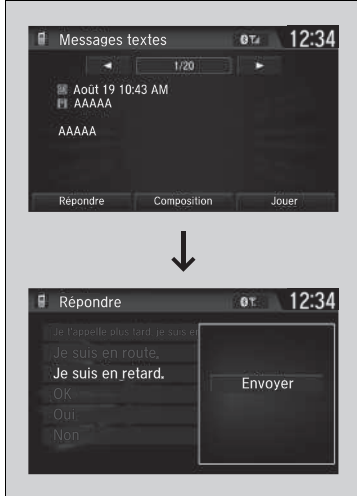 Messages textes 12:34
1/20
Août 19 10:43 AM
AAAAA
AAAAA
Répondre Composition Jouer
Répondre 12:34
Je l'appelle plus tard, je suis en
Je suis en route.
Je suis en retard.
Envoyer
OK
Oui
Non